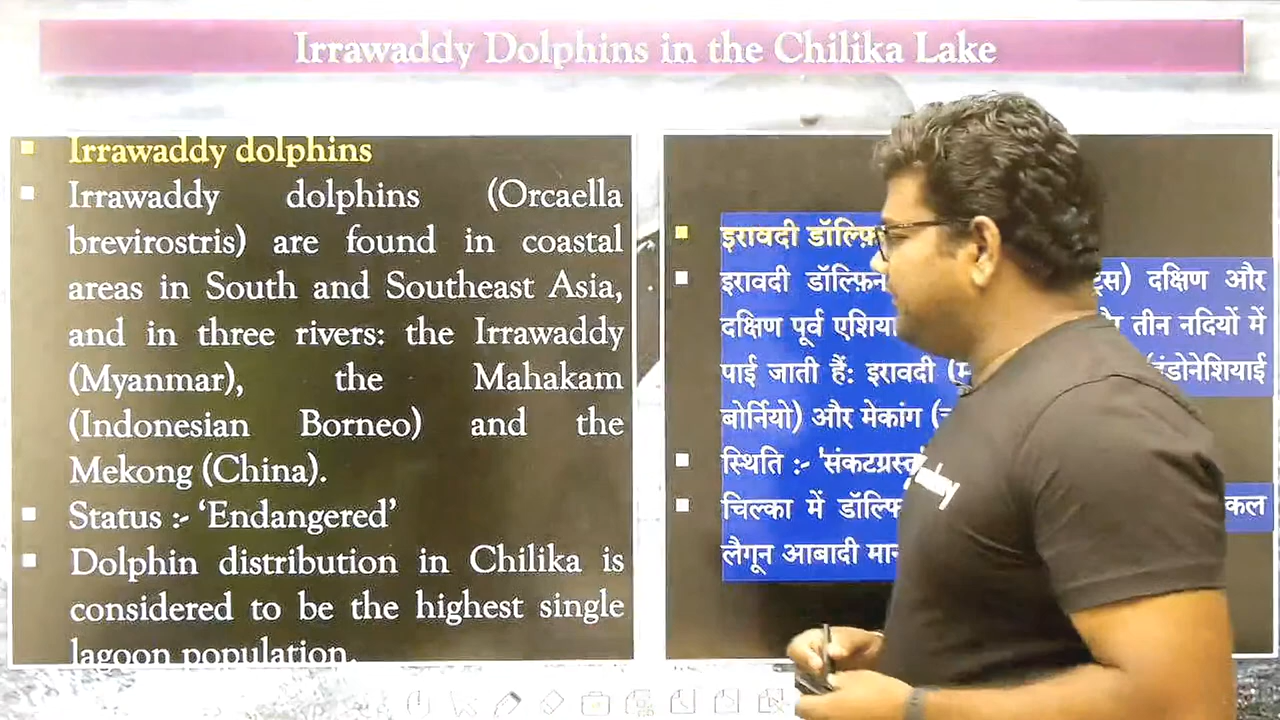 Irrawaddy Dolphins in the Chilika Lake
Irrawaddy dolphins
Irrawaddy dolphins (Orcaella
brevirostris) are found in coastal
areas in South and Southeast Asia,
and in three rivers: the Irrawaddy
(Myanmar), the Mahakam
(Indonesian Borneo) and the
Mekong (China).
Status :- ‘Endangered’
Dolphin distribution in Chilika is
considered to be the highest single
lagoon population.
इरावदी
इरावदी डॉल्फ़िन दक्षिण और
दक्षिण पूर्व तीन नदियों में
पाई जाती हैं: इरावदी
बोर्नियो) और मेकांग
स्थिति :- 'संकटग्रस्त'
चिल्का में
लैगून आबादी